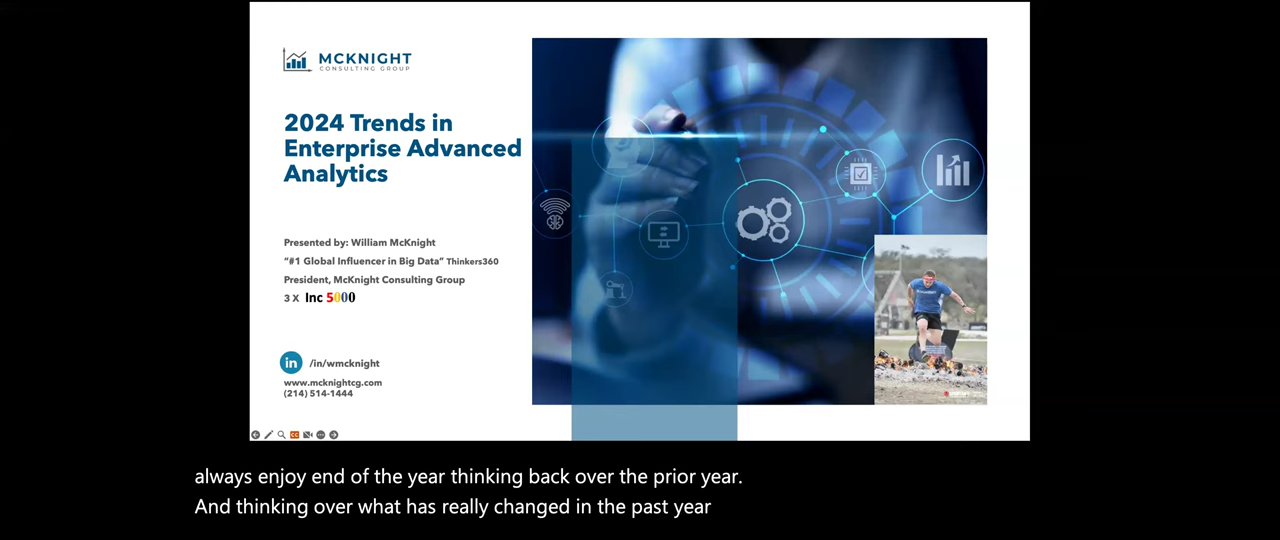 MCKNIGHT
CONSULTING GROUP
2024 Trends in
Enterprise Advanced
Analytics
Presented by: William McKnight
“#1 Global Influencer in Big Data” Thinkers360
President, McKnight Consulting Group
3 X Inc 5000
in /in/wmcknight
www.mcknightcg.com
(214) 514-1444
CC
always enjoy end of the year thinking back over the prior year.
And thinking over what has really changed in the past year